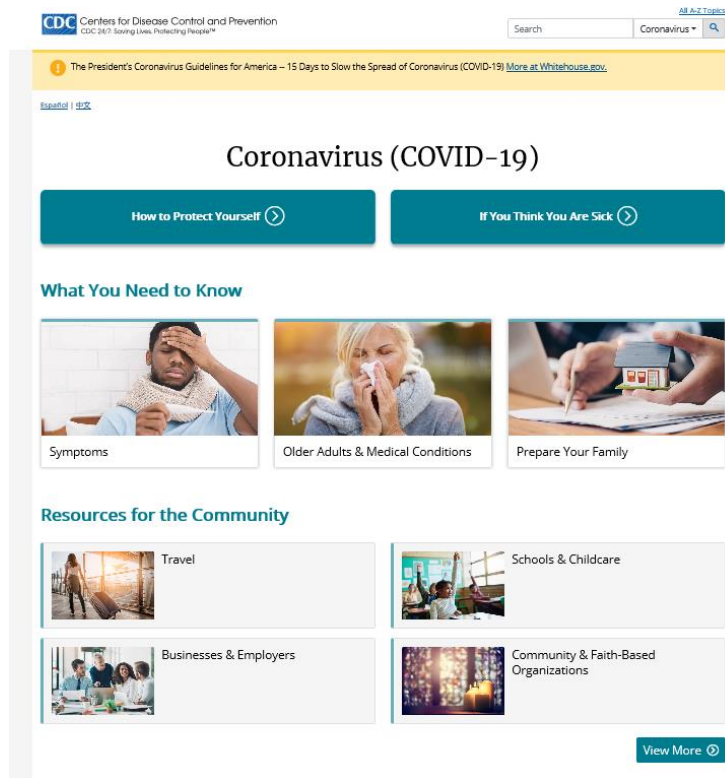 All A-Z Topics
CDC Centers for Disease Control and Prevention
CDC 24/7: Saving Lives, Protecting People™
Search
Coronavirus
The President's Coronavirus Guidelines for America – 15 Days to Slow the Spread of Coronavirus (COVID-19) More at Whitehouse.gov.
Español | 中文
Coronavirus (COVID-19)
How to Protect Yourself
If You Think You Are Sick
What You Need to Know
Symptoms
Older Adults & Medical Conditions
Prepare Your Family
Resources for the Community
Travel
Schools & Childcare
Businesses & Employers
Community & Faith-Based
Organizations
View More